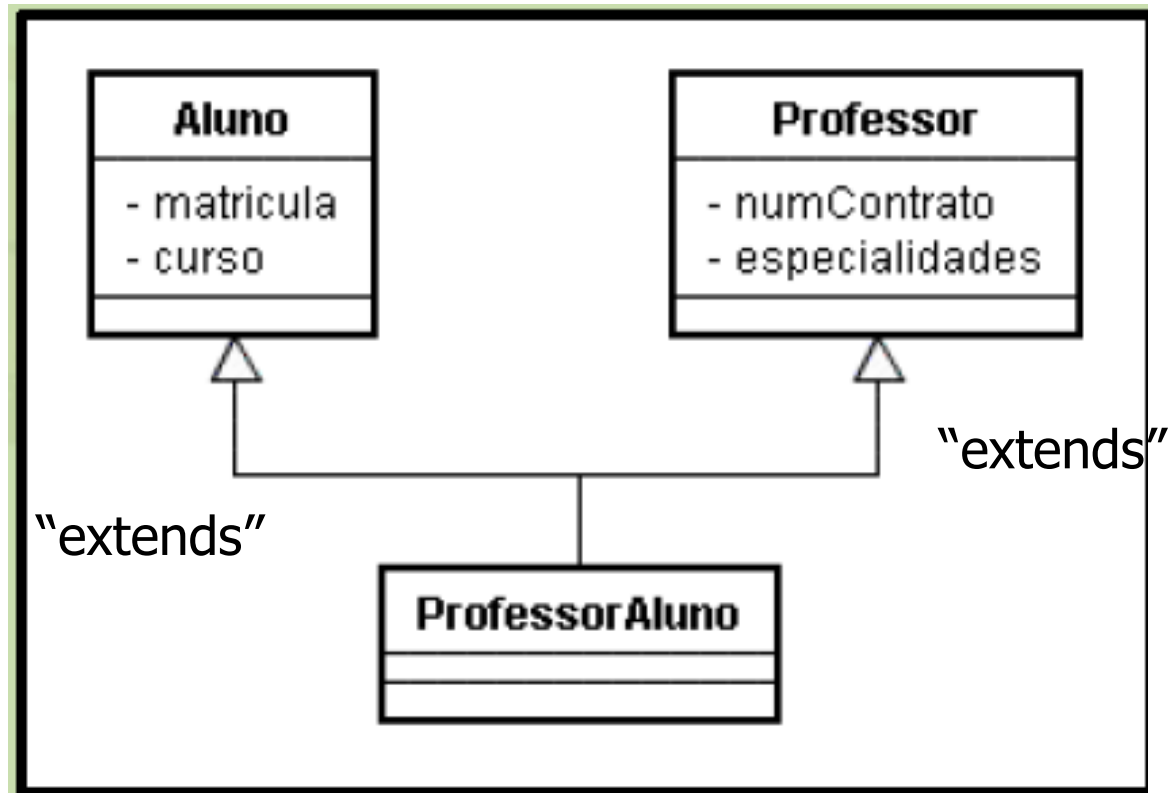 Aluno
- matricula
- curso
Professor
- numContrato
- especialidades
“extends”
“extends”
ProfessorAluno